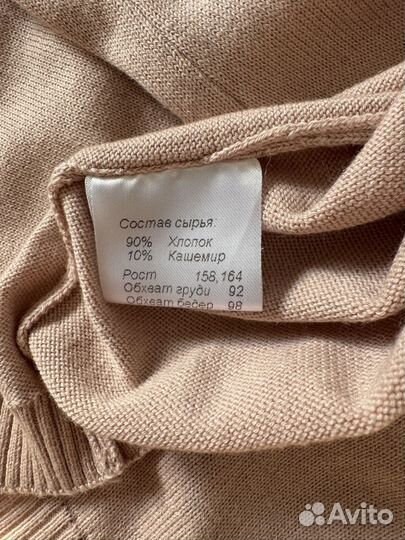 Состав сырья:
90% Хлопок
10% Кашемир
Рост 158,164
Обхват груди 92
Обхват бедер 98
Avito